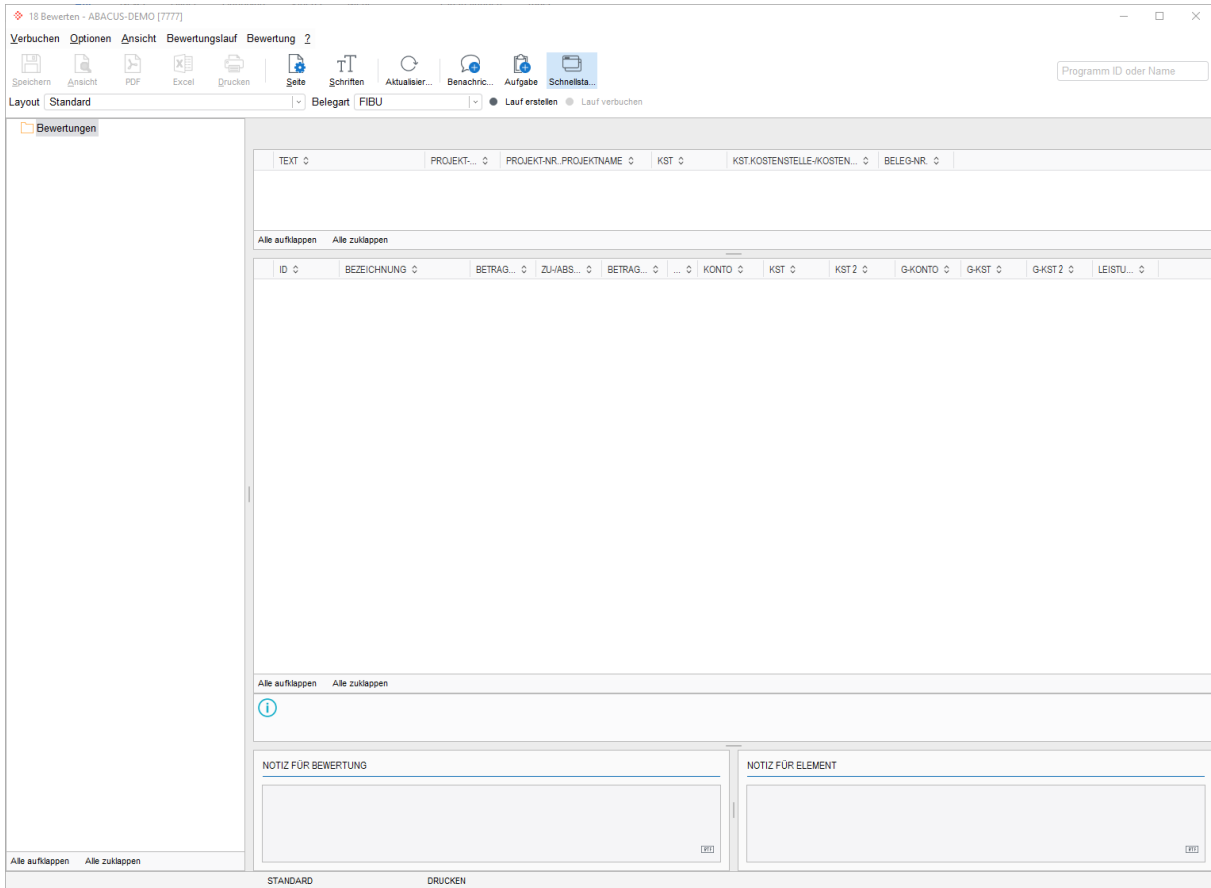 18 Bewerten - ABACUS-DEMO [7777]
Verbuchen Optionen Ansicht Bewertungslauf Bewertung ?
Speichern Ansicht PDF Excel Drucken Seite Schriften Aktualisier... Benachric... Aufgabe Schnellsta... Programm ID oder Name
Layout Standard Belegart FIBU Lauf erstellen Lauf verbuchen
Bewertungen
TEXT PROJEKT-... PROJEKT-NR..PROJEKTNAME KST KST.KOSTENSTELLE-/KOSTEN... BELEG-NR.
Alle aufklappen Alle zuklappen
ID BEZEICHNUNG BETRAG... ZU-/ABS... BETRAG... ... KONTO KST KST 2 G-KONTO G-KST G-KST 2 LEISTU...
Alle aufklappen Alle zuklappen
NOTIZ FÜR BEWERTUNG NOTIZ FÜR ELEMENT
Alle aufklappen Alle zuklappen
STANDARD DRUCKEN